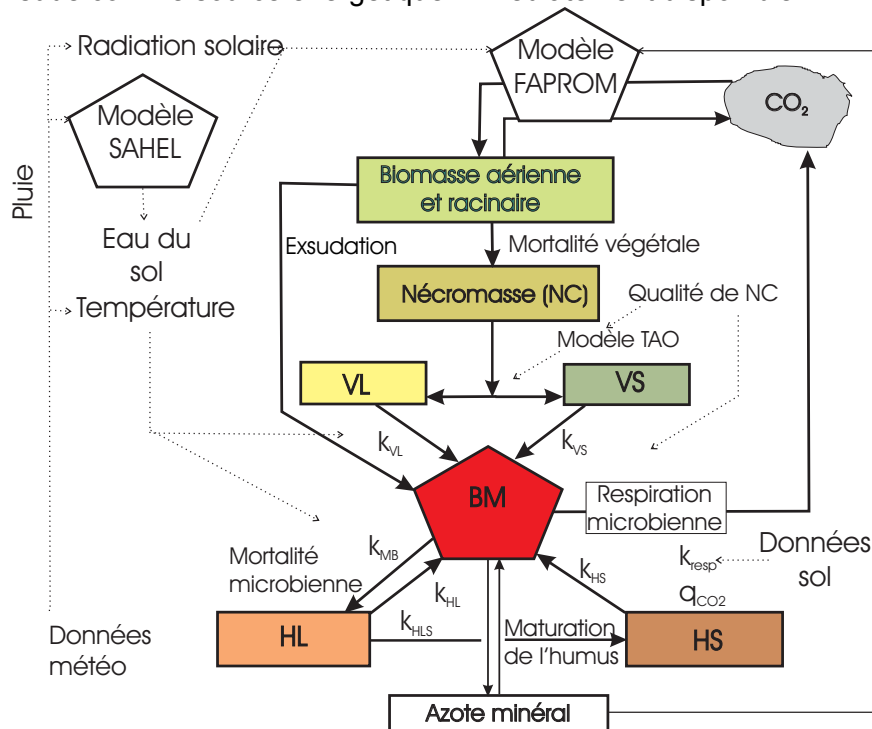 Radiation solaire
Modèle
FAPROM
CO2
Modèle
SAHEL
Pluie
Biomasse aérienne
et racinaire
Eau du
sol
Exsudation
Mortalité végétale
Température
Nécromasse (NC)
Qualité de NC
Modèle TAO
VL
VS
kVL
kVS
BM
Respiration
microbienne
Mortalité
microbienne
kMB
kHL
kHS
kresp
Données
sol
qCO2
Données
météo
HL
kHLS
Maturation
de l'humus
HS
Azote minéral